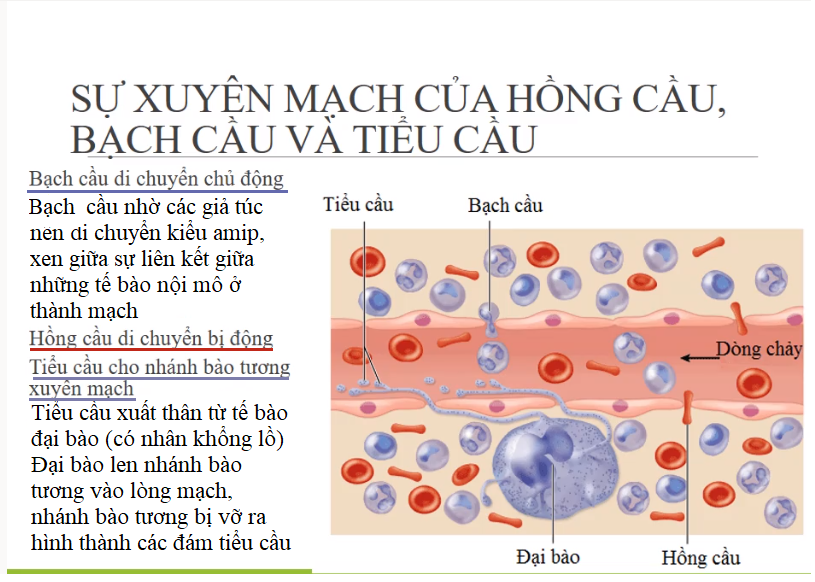 SỰ XUYÊN MẠCH CỦA HỒNG CẦU,
BẠCH CẦU VÀ TIỂU CẦU
Bạch cầu di chuyển chủ động
Bạch cầu nhờ các giả túc
nen di chuyển kiểu amip,
xen giữa sự liên kết giữa
những tế bào nội mô ở
thành mạch
Hồng cầu di chuyển bị động
Tiểu cầu cho nhánh bào tương
xuyên mạch
Tiểu cầu xuất thân từ tế bào
đại bào (có nhân khổng lồ)
Đại bào len nhánh bào
tương vào lòng mạch,
nhánh bào tương bị vỡ ra
hình thành các đám tiểu cầu
Tiểu cầu
Bạch cầu
Dòng chảy
Đại bào
Hồng cầu